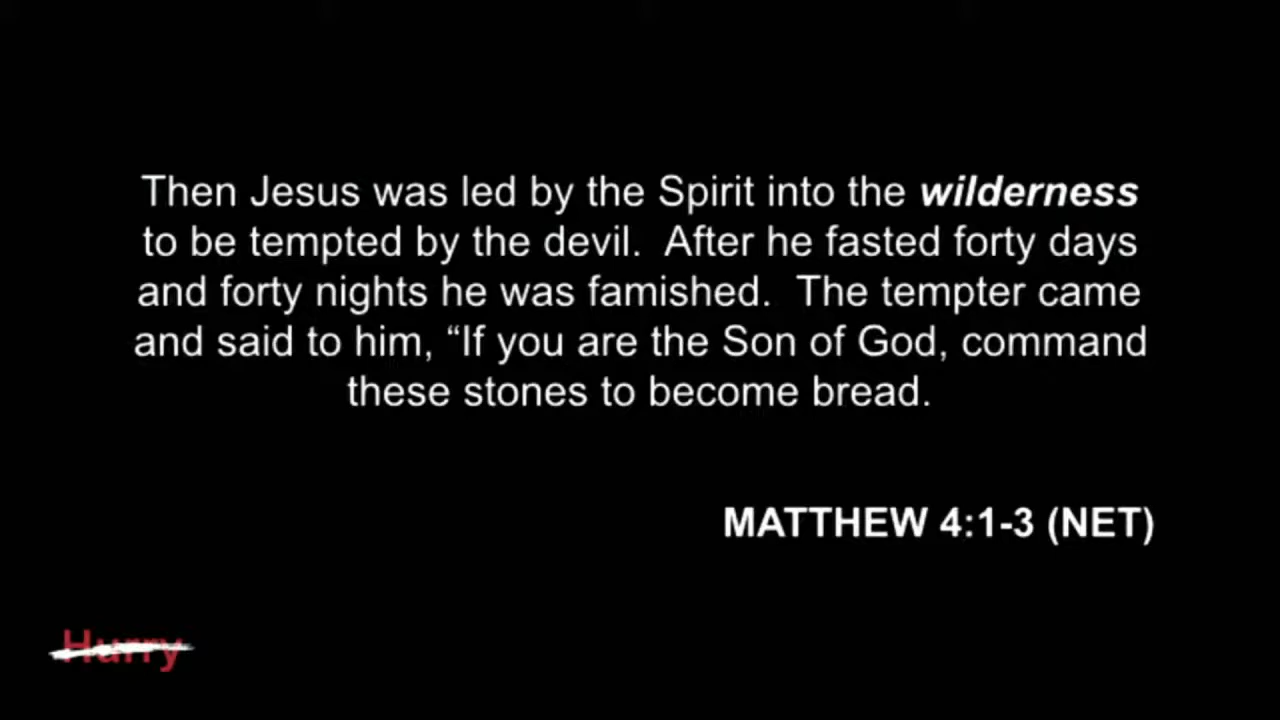 Then Jesus was led by the Spirit into the wilderness
to be tempted by the devil.  After he fasted forty days
and forty nights he was famished.  The tempter came
and said to him, “If you are the Son of God, command
these stones to become bread.
MATTHEW 4:1-3 (NET)
Hurry